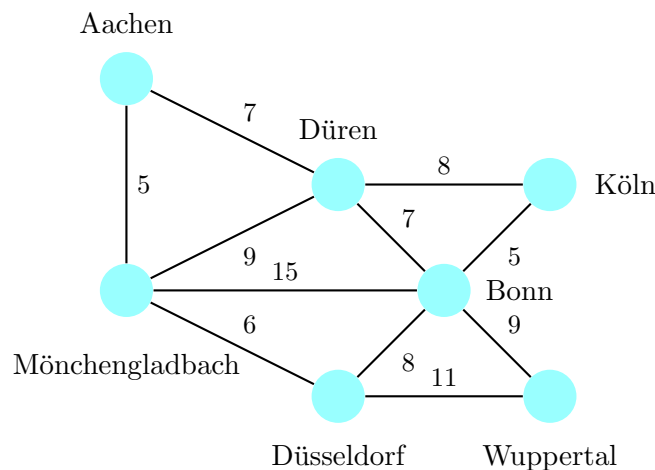 Aachen
7
Düren
8
5
Köln
7
9
15
5
Bonn
6
9
8
11
Mönchengladbach
Düsseldorf
Wuppertal